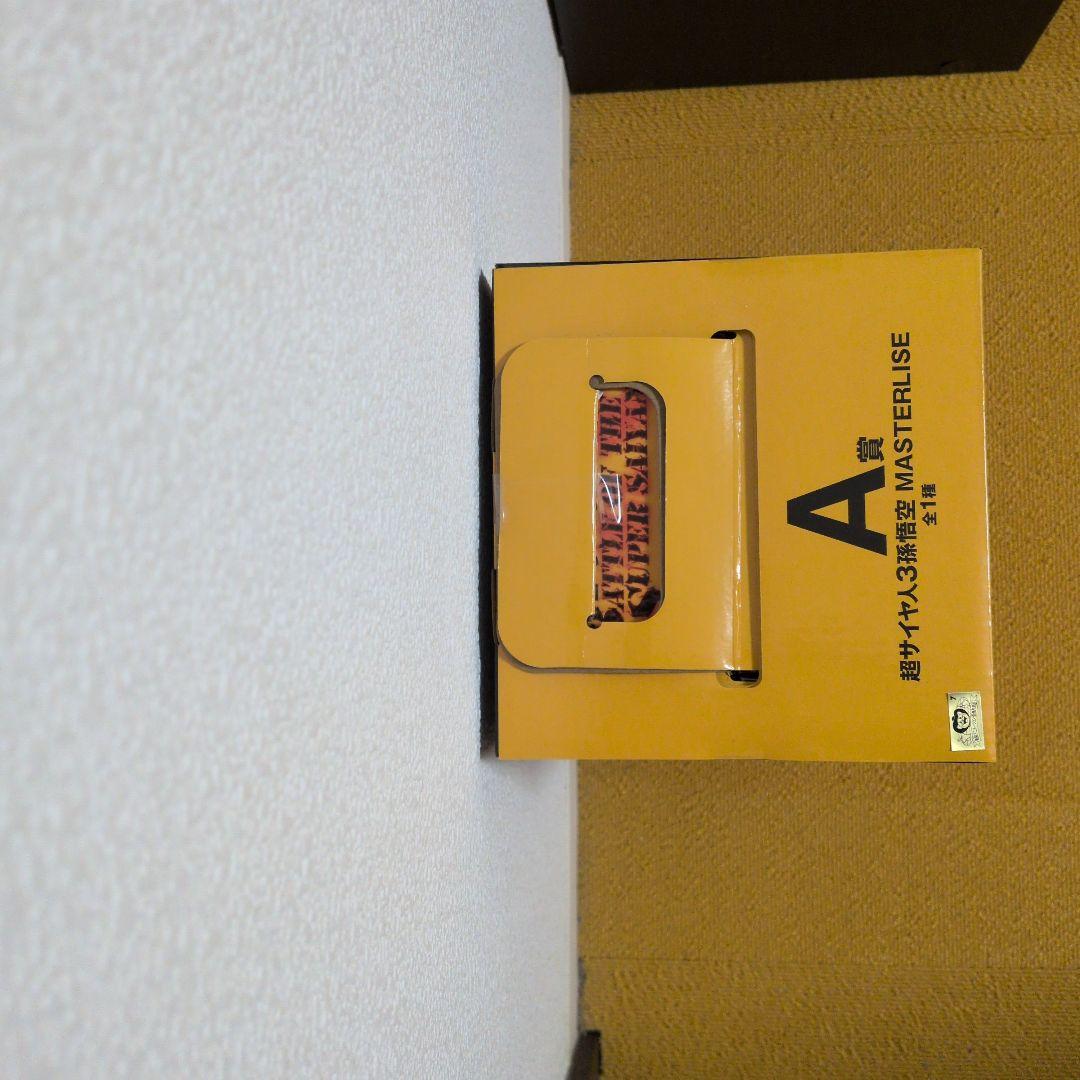 A賞
超サイヤ人3孫悟空 MASTERLISE
全1種
BATTLE OF THE
SUPER SAIYAN